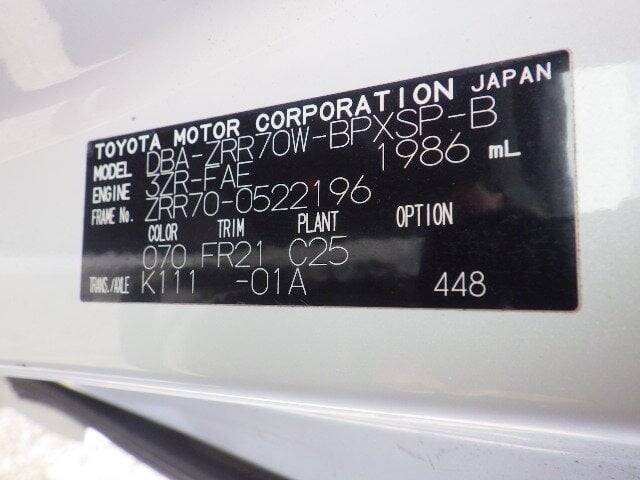 TOYOTA MOTOR CORPORATION JAPAN
MODEL DBA-ZRR70W-BPXSP-B
ENGINE 3ZR-FAE 1986 mL
FRAME No. ZRR70-0522196
COLOR TRIM PLANT OPTION
070 FR21 C25
TRANS./AXLE K111 -01A 448